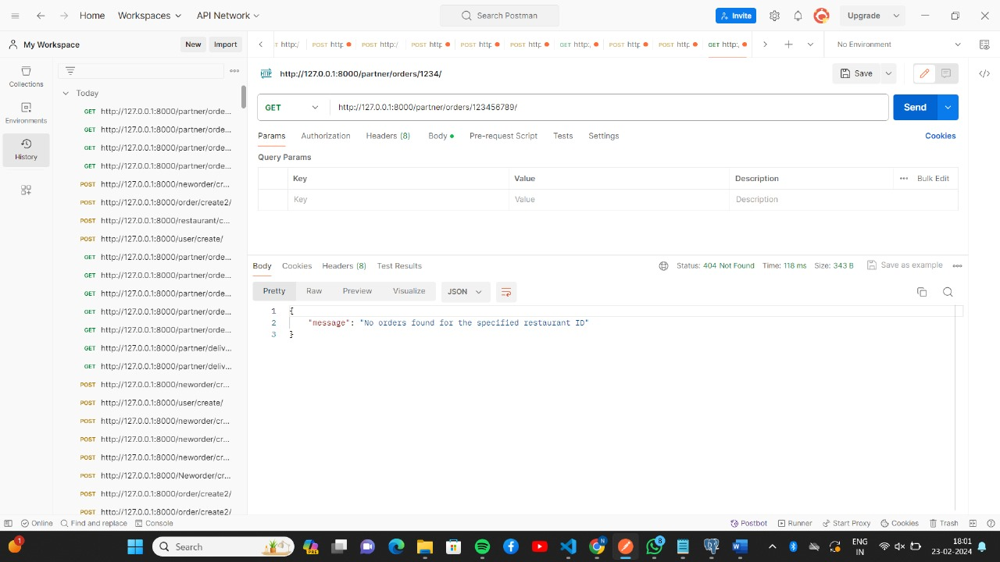 Home
Workspaces
API Network
Search Postman
Invite
Upgrade
My Workspace
New
Import
POST http
POST http:/
POST http
POST http
POST http
GET http:,
POST http
POST http
GET http:,
No Environment
Collections
Environments
History
Today
GET http://127.0.0.1:8000/partner/orde...
GET http://127.0.0.1:8000/partner/orde...
GET http://127.0.0.1:8000/partner/orde...
GET http://127.0.0.1:8000/partner/orde...
POST http://127.0.0.1:8000/neworder/cr...
POST http://127.0.0.1:8000/order/create2/
POST http://127.0.0.1:8000/restaurant/c...
POST http://127.0.0.1:8000/user/create/
GET http://127.0.0.1:8000/partner/orde...
GET http://127.0.0.1:8000/partner/orde...
GET http://127.0.0.1:8000/partner/orde...
GET http://127.0.0.1:8000/partner/orde...
GET http://127.0.0.1:8000/partner/orde...
GET http://127.0.0.1:8000/partner/deliv...
GET http://127.0.0.1:8000/partner/deliv...
POST http://127.0.0.1:8000/neworder/cr...
POST http://127.0.0.1:8000/user/create/
POST http://127.0.0.1:8000/neworder/cr...
POST http://127.0.0.1:8000/neworder/cr...
POST http://127.0.0.1:8000/neworder/cr...
POST http://127.0.0.1:8000/Neworder/cr...
POST http://127.0.0.1:8000/order/create2/
POST http://127.0.0.1:8000/order/create2/
HTTP http://127.0.0.1:8000/partner/orders/1234/
Save
GET http://127.0.0.1:8000/partner/orders/123456789/
Send
Params Authorization Headers (8) Body Pre-request Script Tests Settings
Cookies
Query Params
Key Value Description Bulk Edit
Key Value Description
Body Cookies Headers (8) Test Results
Status: 404 Not Found Time: 118 ms Size: 343 B
Save as example
Pretty Raw Preview Visualize JSON
1 {
2 "message": "No orders found for the specified restaurant ID"
3 }
Online Find and replace Console
Postbot Runner Start Proxy Cookies Trash
1
Search
PRE
N
8
ENG
IN
18:01
23-02-2024